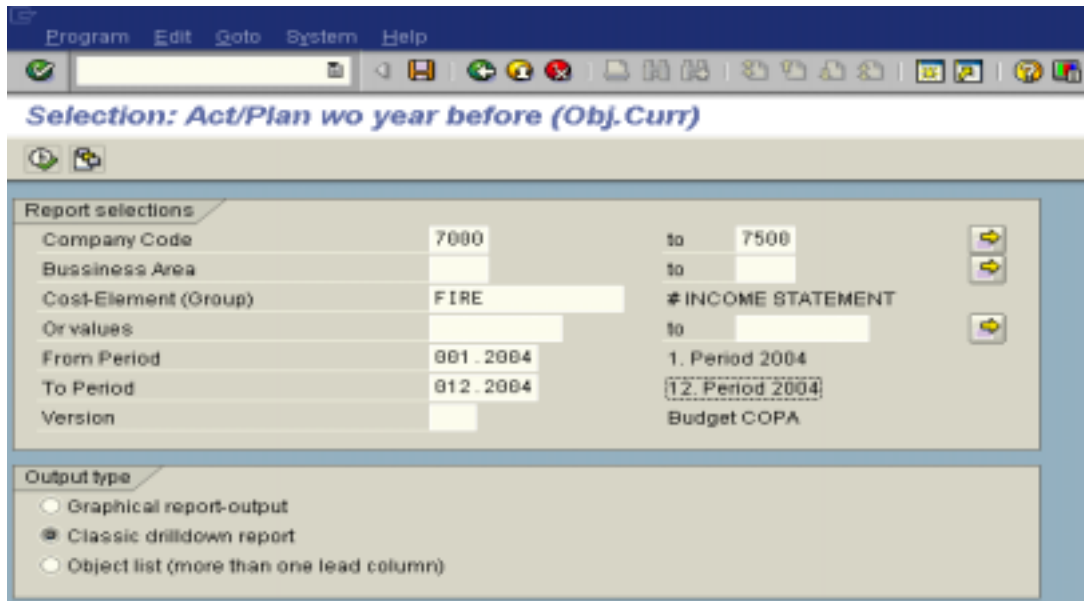 Program Edit Goto System Help
Selection: Act/Plan wo year before (Obj.Curr)
Report selections
Company Code 7000 to 7500
Bussiness Area to
Cost-Element (Group) FIRE # INCOME STATEMENT
Or values to
From Period 001.2004 1. Period 2004
To Period 012.2004 12. Period 2004
Version Budget COPA
Output type
Graphical report-output
Classic drilldown report
Object list (more than one lead column)